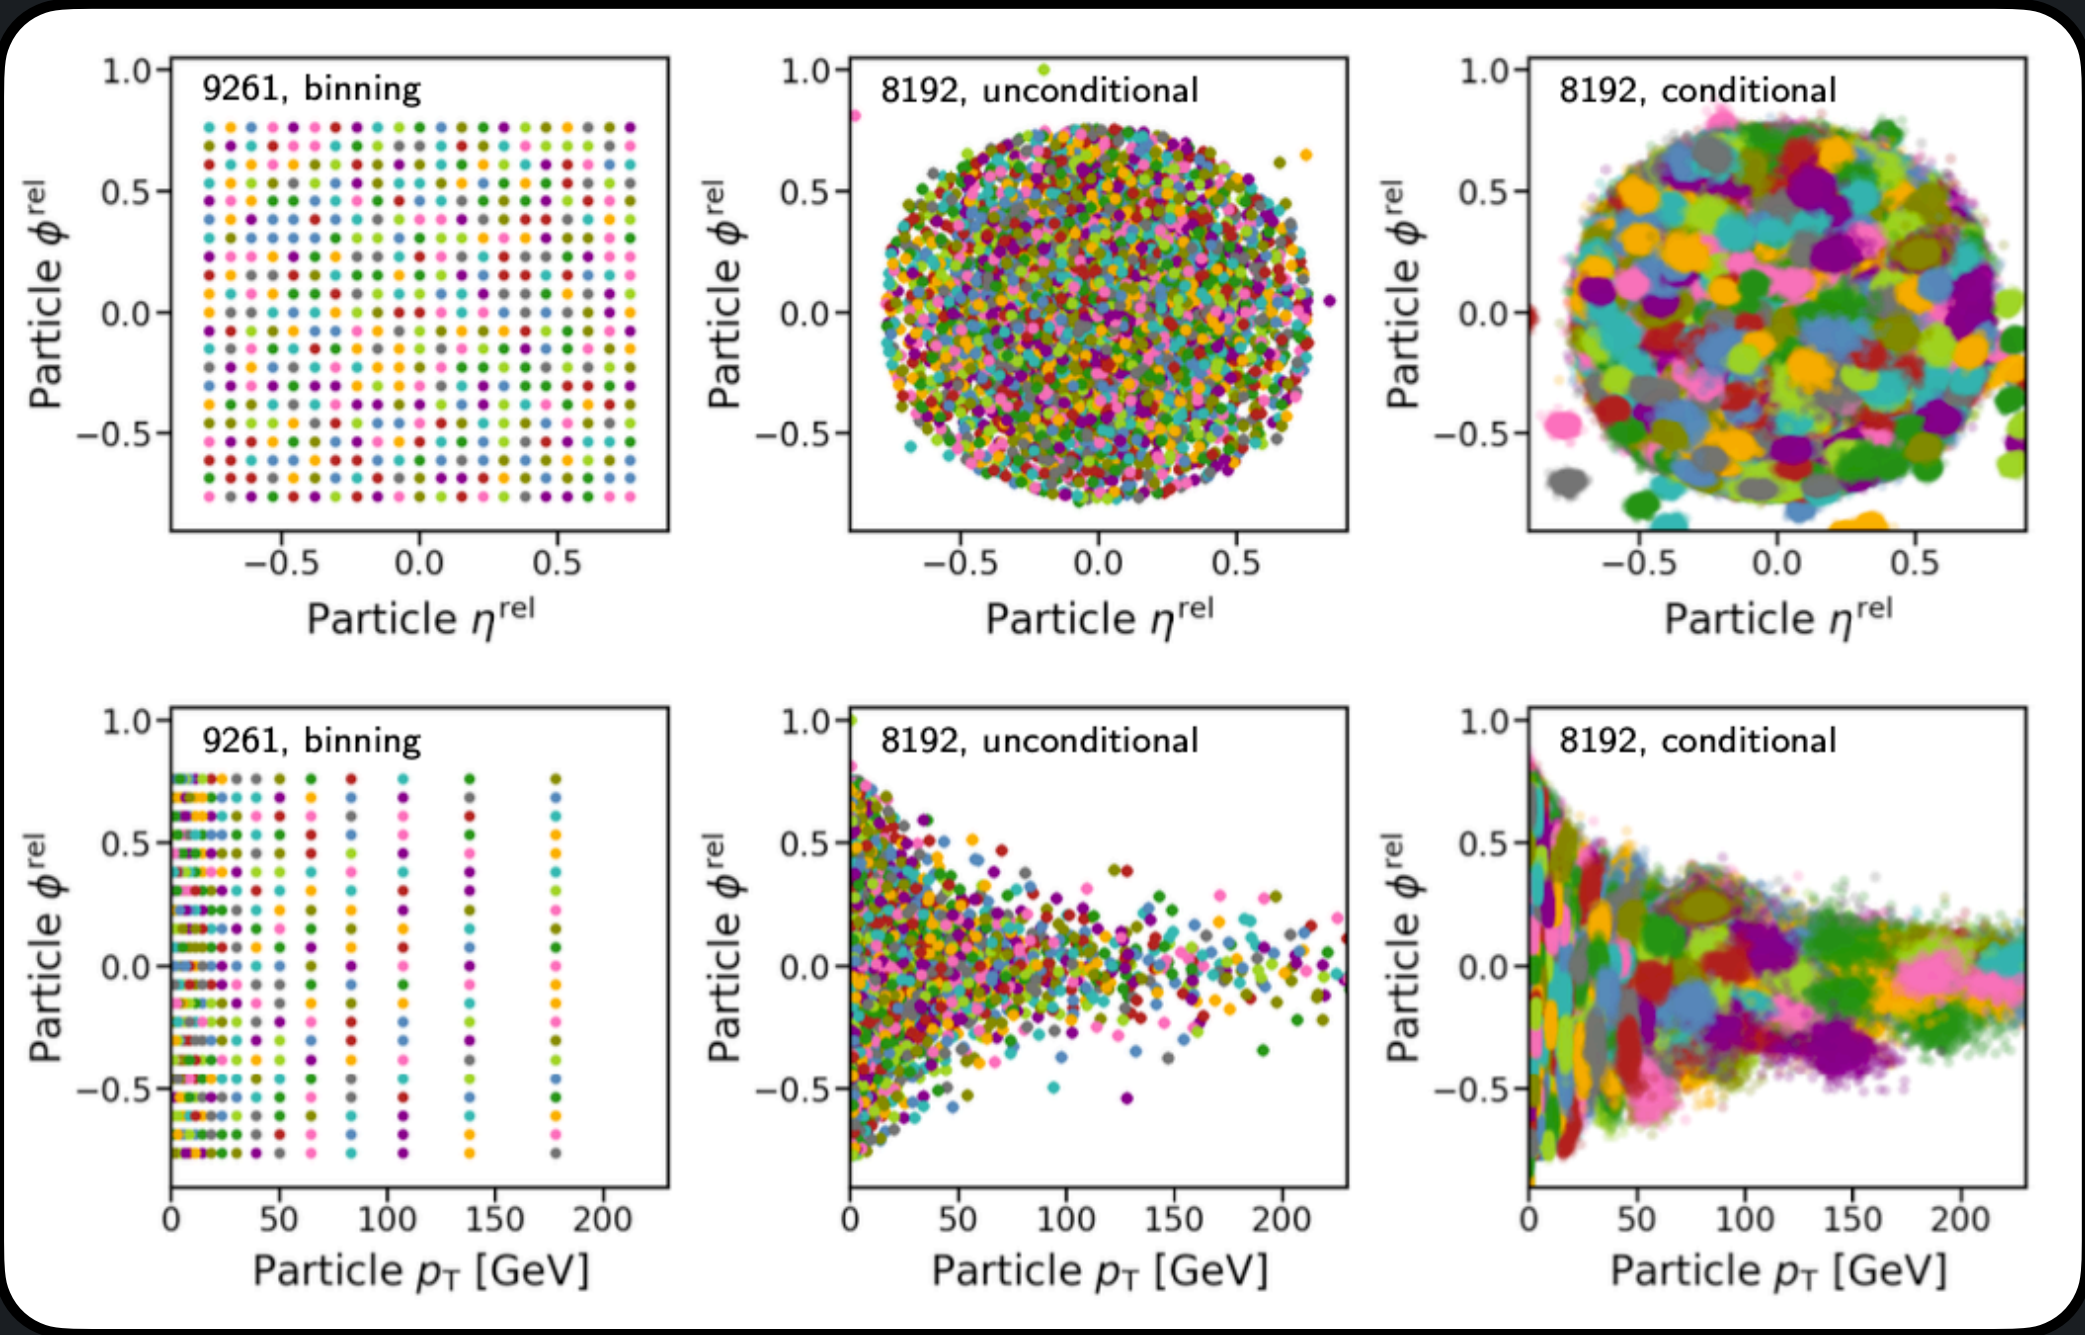 9261, binning
1.0
0.5
0.0
−0.5
Particle ϕ^rel
−0.5 0.0 0.5
Particle η^rel
8192, unconditional
1.0
0.5
0.0
−0.5
Particle ϕ^rel
−0.5 0.0 0.5
Particle η^rel
8192, conditional
1.0
0.5
0.0
−0.5
Particle ϕ^rel
−0.5 0.0 0.5
Particle η^rel
9261, binning
1.0
0.5
0.0
−0.5
Particle ϕ^rel
0 50 100 150 200
Particle p_T [GeV]
8192, unconditional
1.0
0.5
0.0
−0.5
Particle ϕ^rel
0 50 100 150 200
Particle p_T [GeV]
8192, conditional
1.0
0.5
0.0
−0.5
Particle ϕ^rel
0 50 100 150 200
Particle p_T [GeV]